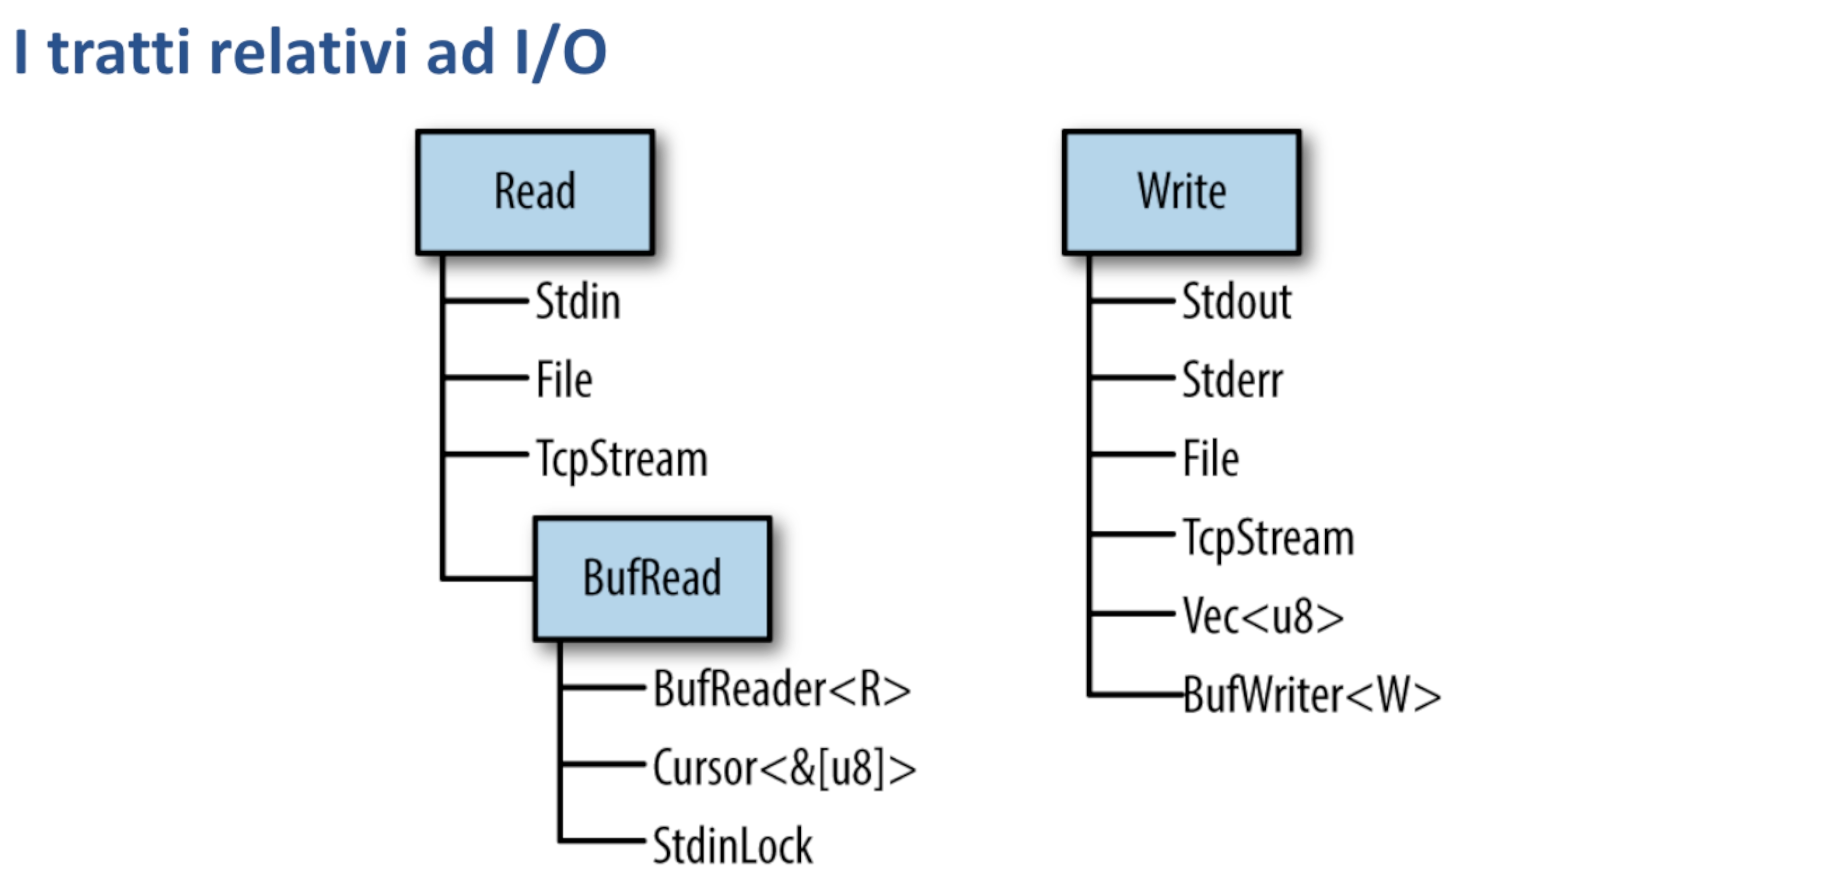 I tratti relativi ad I/O
Read
Stdin
File
TcpStream
BufRead
BufReader<R>
Cursor<&[u8]>
StdinLock
Write
Stdout
Stderr
File
TcpStream
Vec<u8>
BufWriter<W>